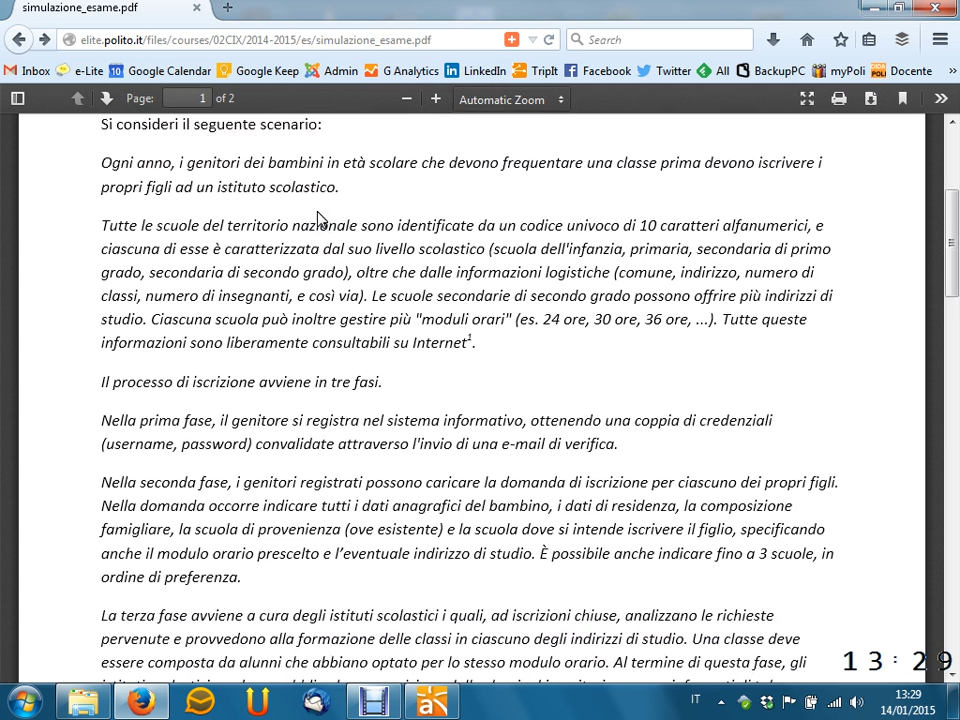 simulazione_esame.pdf
elite.polito.it/files/courses/02CIX/2014-2015/es/simulazione_esame.pdf
Search
Inbox e-Lite Google Calendar Google Keep Admin G Analytics LinkedIn TripIt Facebook Twitter All BackupPC myPoli Docente
Page: 1 of 2 Automatic Zoom
Si consideri il seguente scenario:
Ogni anno, i genitori dei bambini in età scolare che devono frequentare una classe prima devono iscrivere i
propri figli ad un istituto scolastico.
Tutte le scuole del territorio nazionale sono identificate da un codice univoco di 10 caratteri alfanumerici, e
ciascuna di esse è caratterizzata dal suo livello scolastico (scuola dell'infanzia, primaria, secondaria di primo
grado, secondaria di secondo grado), oltre che dalle informazioni logistiche (comune, indirizzo, numero di
classi, numero di insegnanti, e così via). Le scuole secondarie di secondo grado possono offrire più indirizzi di
studio. Ciascuna scuola può inoltre gestire più "moduli orari" (es. 24 ore, 30 ore, 36 ore, ...). Tutte queste
informazioni sono liberamente consultabili su Internet1.
Il processo di iscrizione avviene in tre fasi.
Nella prima fase, il genitore si registra nel sistema informativo, ottenendo una coppia di credenziali
(username, password) convalidate attraverso l'invio di una e-mail di verifica.
Nella seconda fase, i genitori registrati possono caricare la domanda di iscrizione per ciascuno dei propri figli.
Nella domanda occorre indicare tutti i dati anagrafici del bambino, i dati di residenza, la composizione
famigliare, la scuola di provenienza (ove esistente) e la scuola dove si intende iscrivere il figlio, specificando
anche il modulo orario prescelto e l’eventuale indirizzo di studio. È possibile anche indicare fino a 3 scuole, in
ordine di preferenza.
La terza fase avviene a cura degli istituti scolastici i quali, ad iscrizioni chiuse, analizzano le richieste
pervenute e provvedono alla formazione delle classi in ciascuno degli indirizzi di studio. Una classe deve
essere composta da alunni che abbiano optato per lo stesso modulo orario. Al termine di questa fase, gli
13:29
IT
13:29
14/01/2015